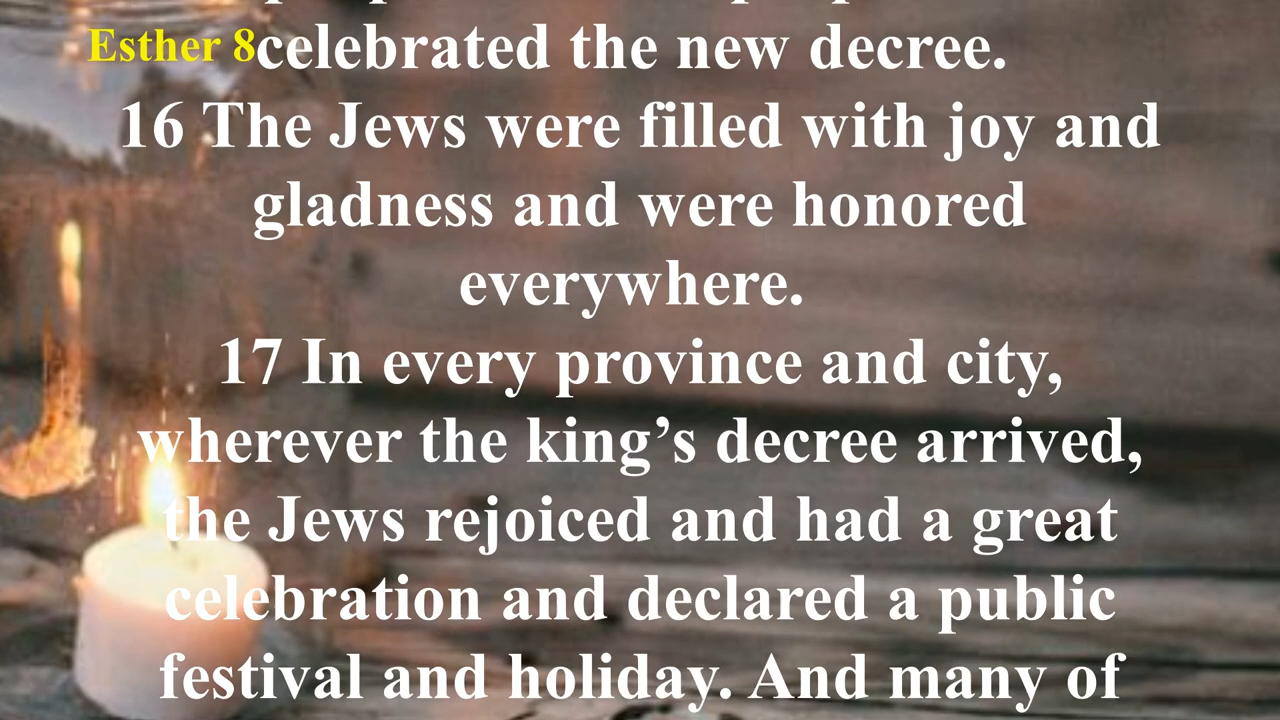 Esther 8
celebrated the new decree.
16 The Jews were filled with joy and
gladness and were honored
everywhere.
17 In every province and city,
wherever the king’s decree arrived,
the Jews rejoiced and had a great
celebration and declared a public
festival and holiday. And many of